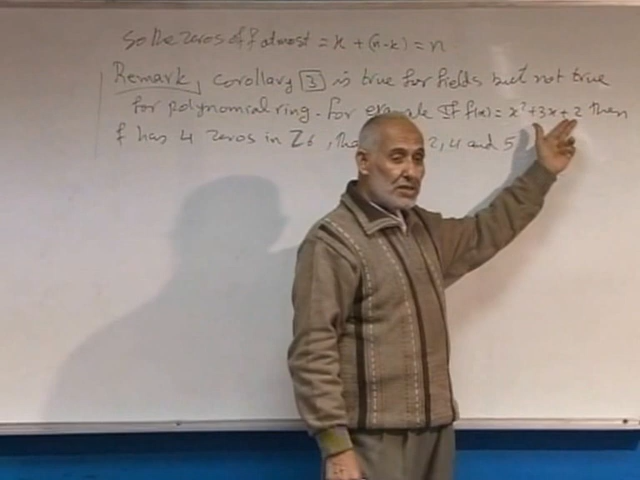 So the zeros of f atmost = k + (n-k) = n
Remark, corollary [3] is true for fields but not true
for polynomial ring. for example If f(x) = x²+3x+2 then
f has 4 zeros in Z6, 2, 4 and 5